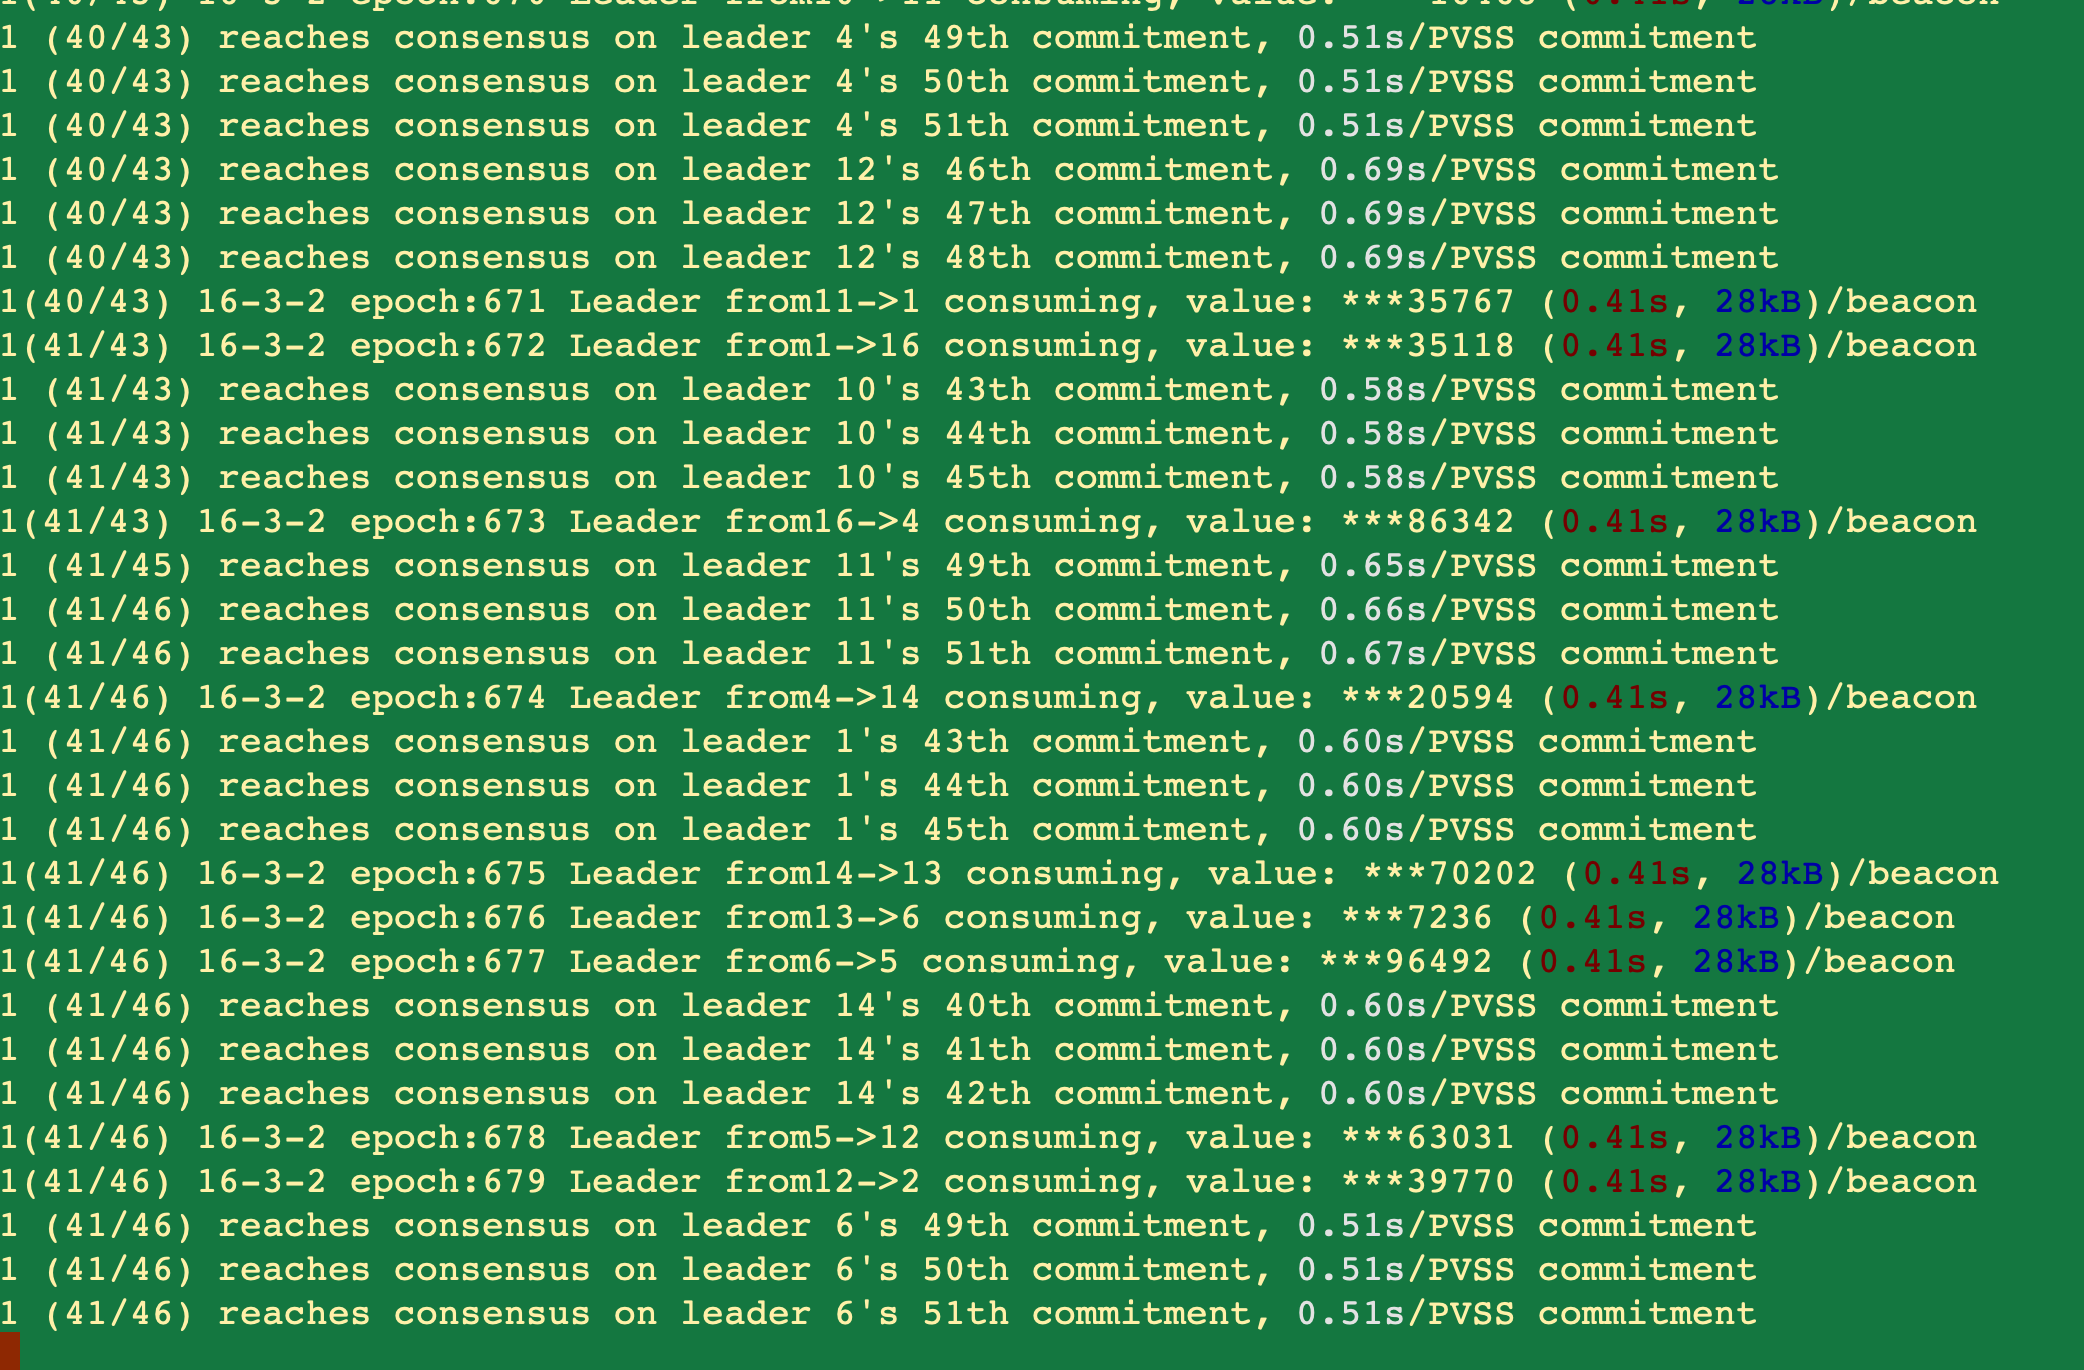 1 (40/43) reaches consensus on leader 4's 49th commitment, 0.51s/PVSS commitment
1 (40/43) reaches consensus on leader 4's 50th commitment, 0.51s/PVSS commitment
1 (40/43) reaches consensus on leader 4's 51th commitment, 0.51s/PVSS commitment
1 (40/43) reaches consensus on leader 12's 46th commitment, 0.69s/PVSS commitment
1 (40/43) reaches consensus on leader 12's 47th commitment, 0.69s/PVSS commitment
1 (40/43) reaches consensus on leader 12's 48th commitment, 0.69s/PVSS commitment
1(40/43) 16-3-2 epoch:671 Leader from11->1 consuming, value: ***35767 (0.41s, 28kB)/beacon
1(41/43) 16-3-2 epoch:672 Leader from1->16 consuming, value: ***35118 (0.41s, 28kB)/beacon
1 (41/43) reaches consensus on leader 10's 43th commitment, 0.58s/PVSS commitment
1 (41/43) reaches consensus on leader 10's 44th commitment, 0.58s/PVSS commitment
1 (41/43) reaches consensus on leader 10's 45th commitment, 0.58s/PVSS commitment
1(41/43) 16-3-2 epoch:673 Leader from16->4 consuming, value: ***86342 (0.41s, 28kB)/beacon
1 (41/45) reaches consensus on leader 11's 49th commitment, 0.65s/PVSS commitment
1 (41/46) reaches consensus on leader 11's 50th commitment, 0.66s/PVSS commitment
1 (41/46) reaches consensus on leader 11's 51th commitment, 0.67s/PVSS commitment
1(41/46) 16-3-2 epoch:674 Leader from4->14 consuming, value: ***20594 (0.41s, 28kB)/beacon
1 (41/46) reaches consensus on leader 1's 43th commitment, 0.60s/PVSS commitment
1 (41/46) reaches consensus on leader 1's 44th commitment, 0.60s/PVSS commitment
1 (41/46) reaches consensus on leader 1's 45th commitment, 0.60s/PVSS commitment
1(41/46) 16-3-2 epoch:675 Leader from14->13 consuming, value: ***70202 (0.41s, 28kB)/beacon
1(41/46) 16-3-2 epoch:676 Leader from13->6 consuming, value: ***7236 (0.41s, 28kB)/beacon
1(41/46) 16-3-2 epoch:677 Leader from6->5 consuming, value: ***96492 (0.41s, 28kB)/beacon
1 (41/46) reaches consensus on leader 14's 40th commitment, 0.60s/PVSS commitment
1 (41/46) reaches consensus on leader 14's 41th commitment, 0.60s/PVSS commitment
1 (41/46) reaches consensus on leader 14's 42th commitment, 0.60s/PVSS commitment
1(41/46) 16-3-2 epoch:678 Leader from5->12 consuming, value: ***63031 (0.41s, 28kB)/beacon
1(41/46) 16-3-2 epoch:679 Leader from12->2 consuming, value: ***39770 (0.41s, 28kB)/beacon
1 (41/46) reaches consensus on leader 6's 49th commitment, 0.51s/PVSS commitment
1 (41/46) reaches consensus on leader 6's 50th commitment, 0.51s/PVSS commitment
1 (41/46) reaches consensus on leader 6's 51th commitment, 0.51s/PVSS commitment